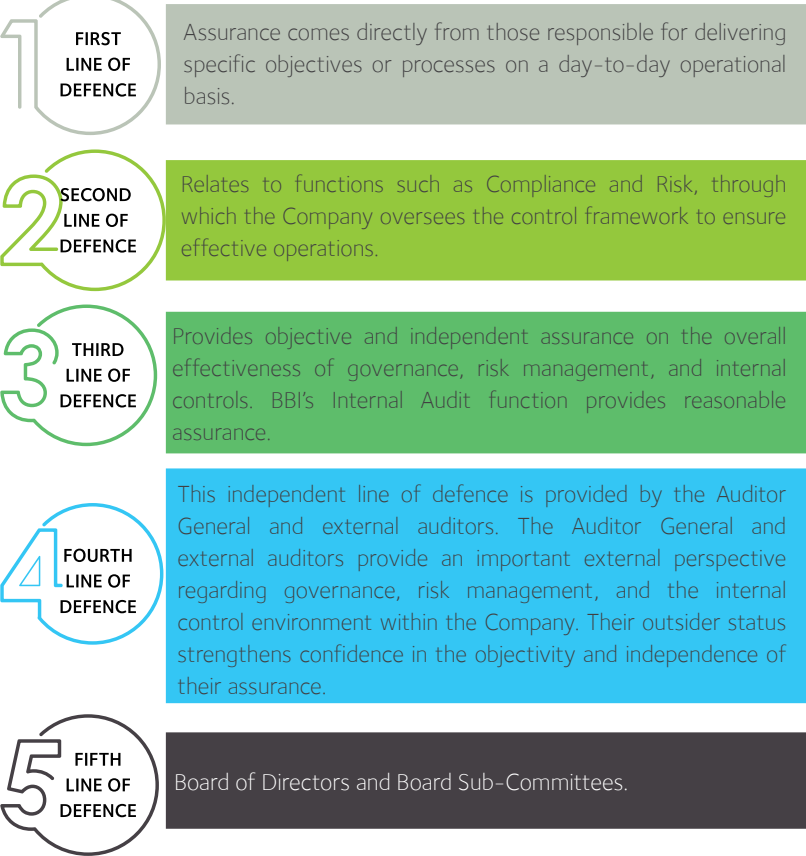 1
FIRST
LINE OF
DEFENCE
Assurance comes directly from those responsible for delivering
specific objectives or processes on a day-to-day operational
basis.
2
SECOND
LINE OF
DEFENCE
Relates to functions such as Compliance and Risk, through
which the Company oversees the control framework to ensure
effective operations.
3
THIRD
LINE OF
DEFENCE
Provides objective and independent assurance on the overall
effectiveness of governance, risk management, and internal
controls. BBI's Internal Audit function provides reasonable
assurance.
4
FOURTH
LINE OF
DEFENCE
This independent line of defence is provided by the Auditor
General and external auditors. The Auditor General and
external auditors provide an important external perspective
regarding governance, risk management, and the internal
control environment within the Company. Their outsider status
strengthens confidence in the objectivity and independence of
their assurance.
5
FIFTH
LINE OF
DEFENCE
Board of Directors and Board Sub-Committees.